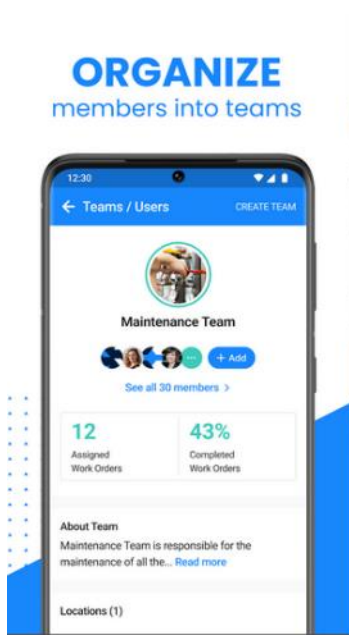 ORGANIZE
members into teams
12:30
Teams / Users
CREATE TEAM
Maintenance Team
+ Add
See all 30 members >
12
Assigned
Work Orders
43%
Completed
Work Orders
About Team
Maintenance Team is responsible for the
maintenance of all the... Read more
Locations (1)